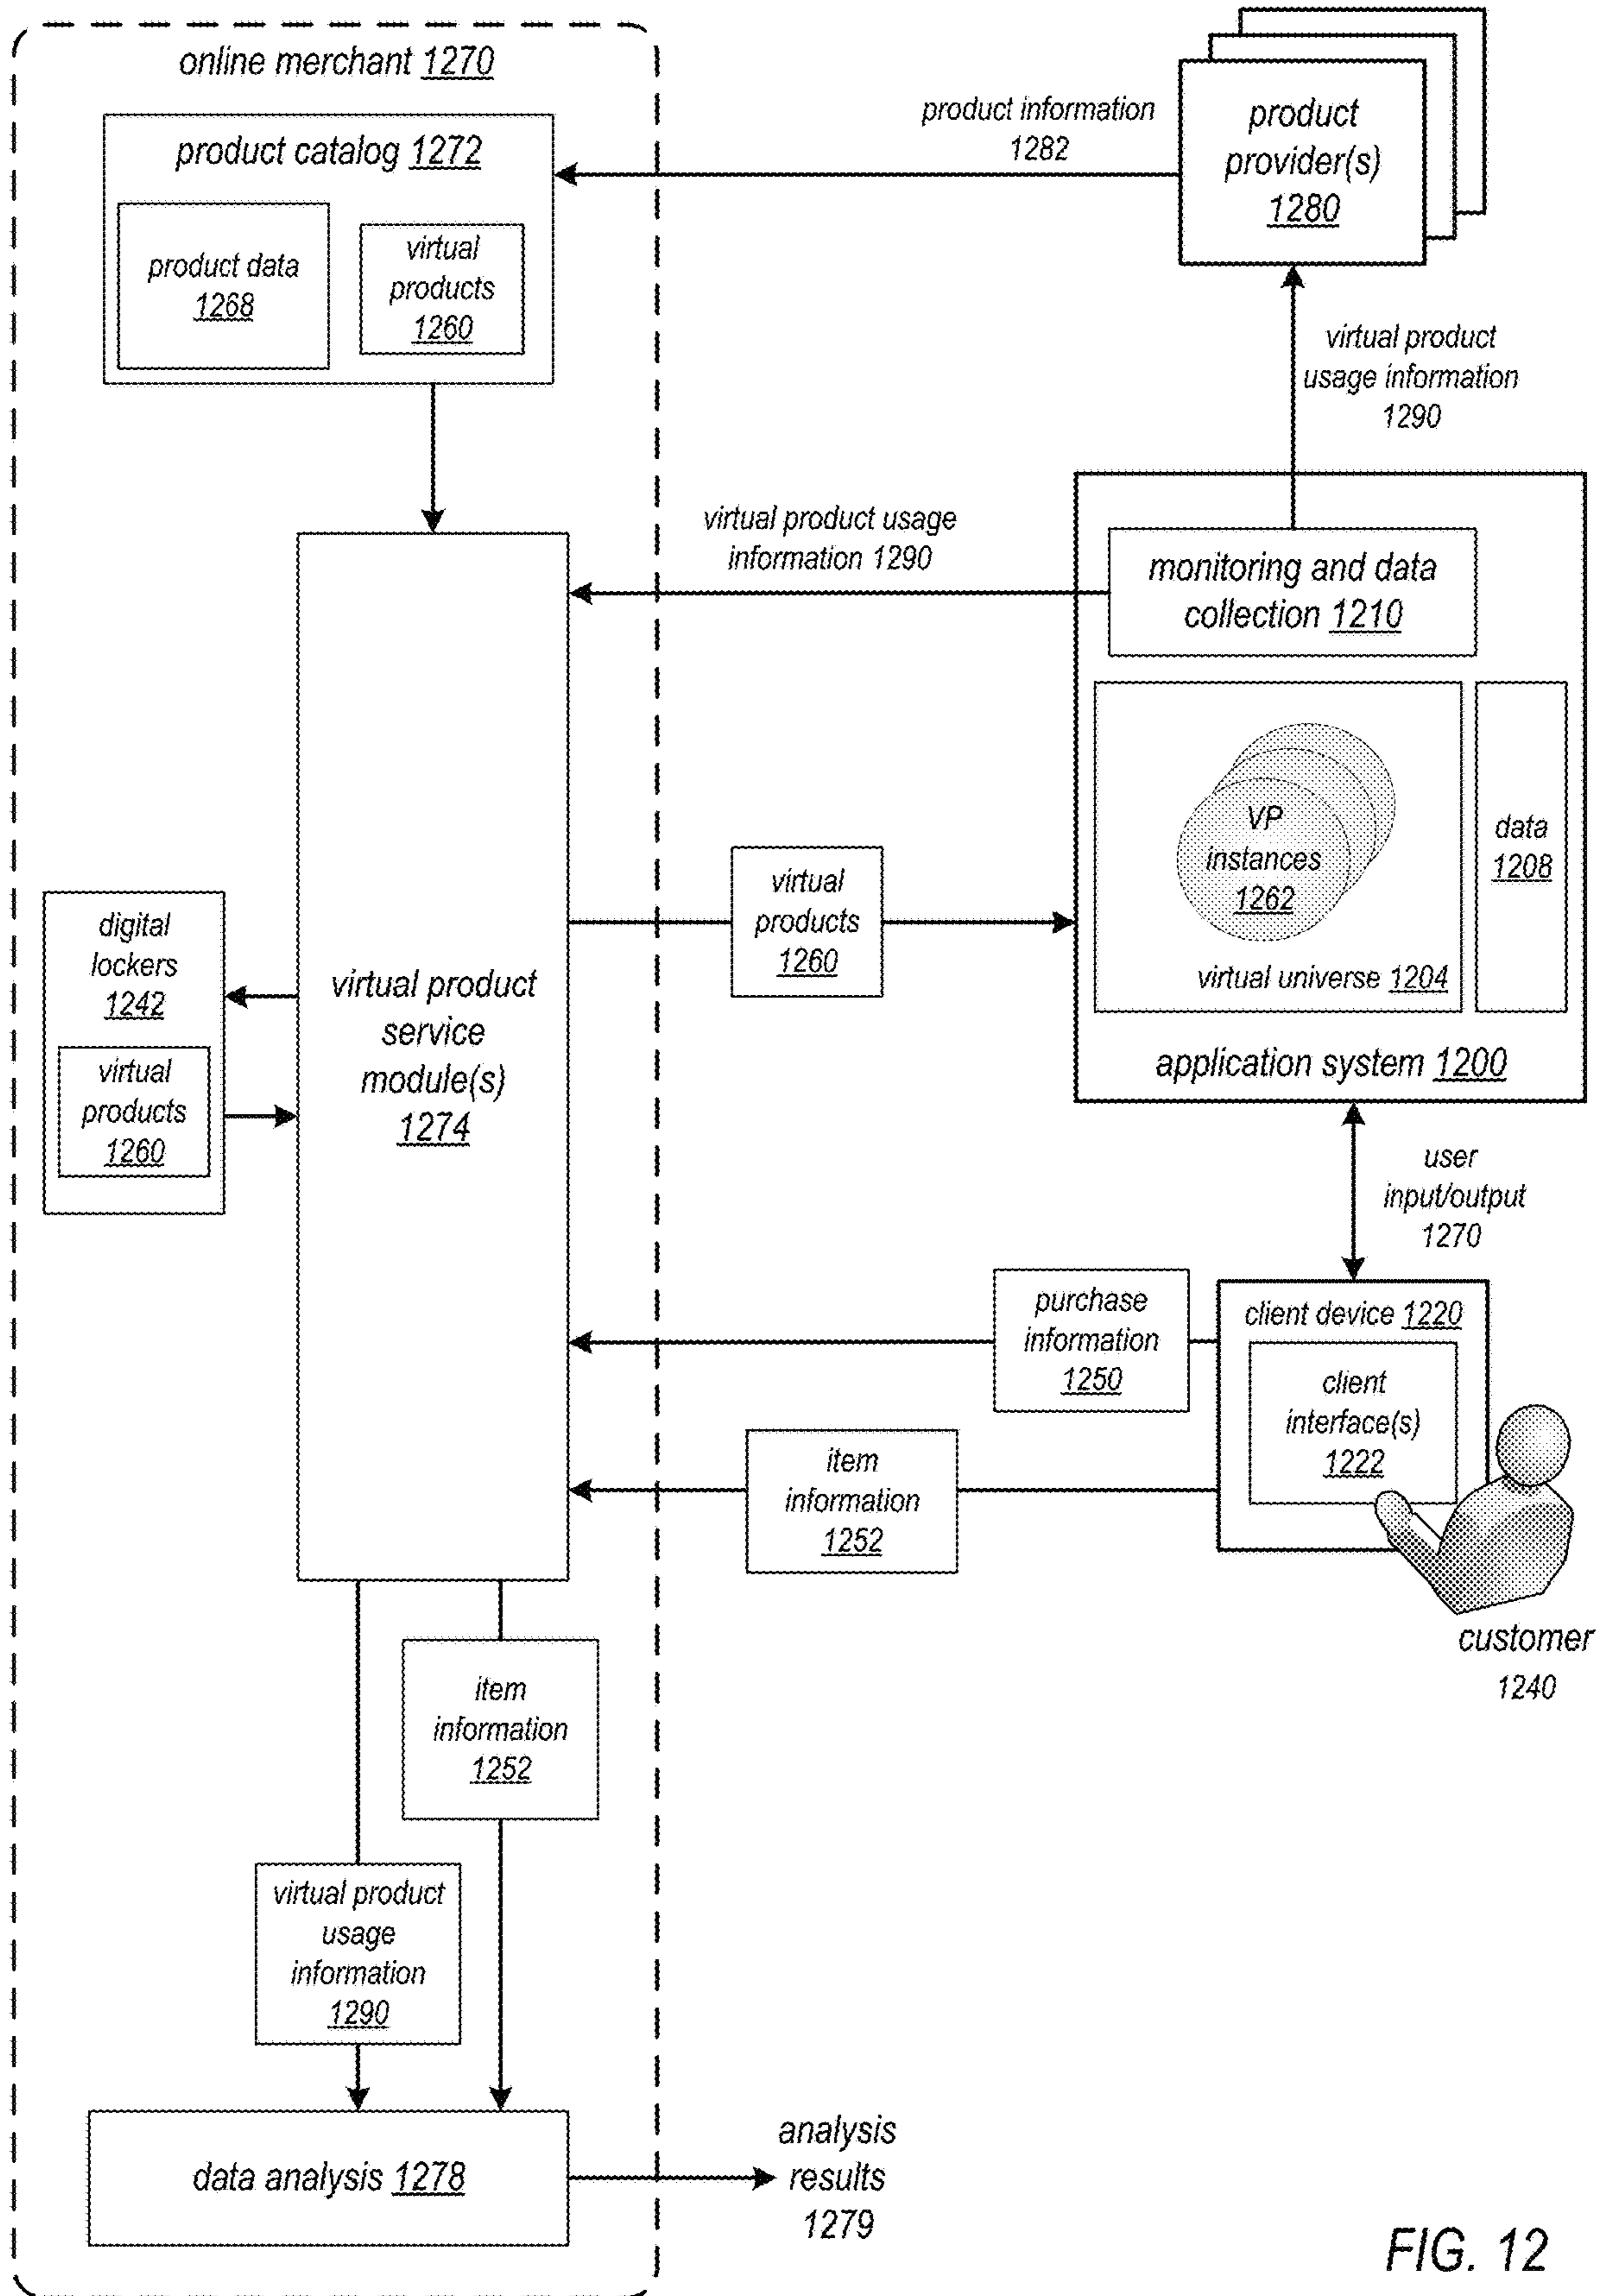 online merchant 1270
product catalog 1272
product data
1268
virtual
products
1260
product information
1282
product
provider(s)
1280
virtual product
usage information
1290
virtual product usage
information 1290
monitoring and data
collection 1210
VP
instances
1262
virtual universe 1204
data
1208
application system 1200
virtual
products
1260
digital
lockers
1242
virtual
products
1260
virtual product
service
module(s)
1274
user
input/output
1270
purchase
information
1250
client device 1220
client
interface(s)
1222
item
information
1252
customer
1240
item
information
1252
virtual product
usage
information
1290
data analysis 1278
analysis
results
1279
FIG. 12